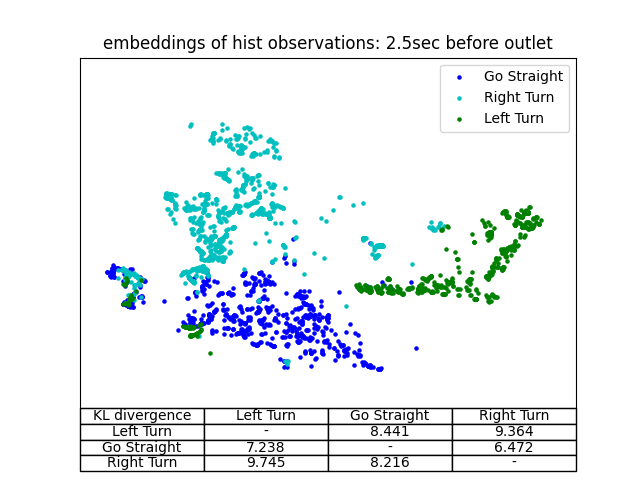 embeddings of hist observations: 2.5sec before outlet
Go Straight
Right Turn
Left Turn
KL divergence Left Turn Go Straight Right Turn
Left Turn - 8.441 9.364
Go Straight 7.238 - 6.472
Right Turn 9.745 8.216 -